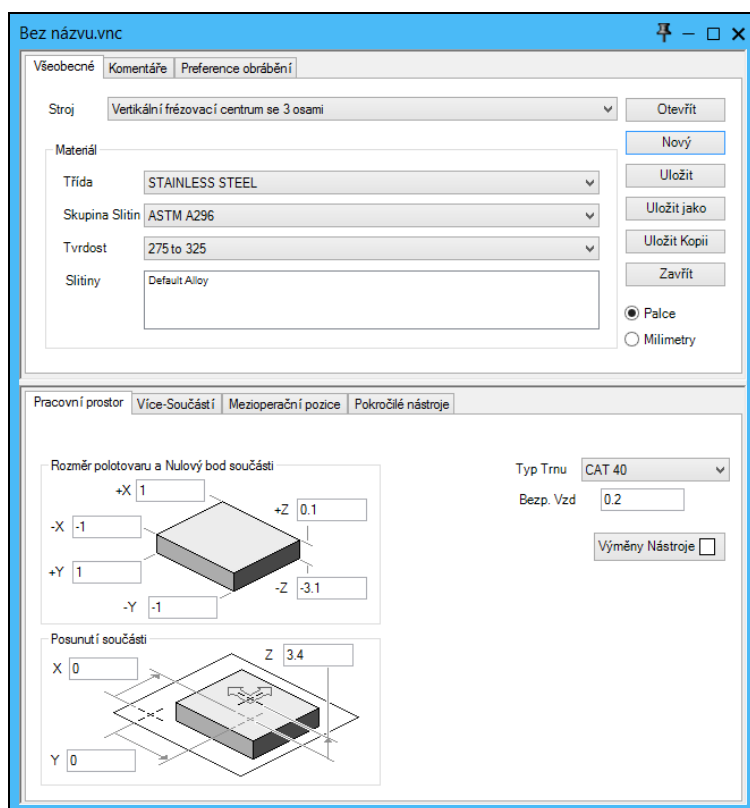 Bez názvu.vnc
Všeobecné Komentáře Preference obrábění
Stroj Vertikální frézovací centrum se 3 osami Otevřít
Nový
Materiál
Třída STAINLESS STEEL Uložit
Skupina Slitin ASTM A296 Uložit jako
Tvrdost 275 to 325 Uložit Kopii
Slitiny Default Alloy Zavřít
Palce
Milimetry
Pracovní prostor Více-Součástí Mezioperační pozice Pokročilé nástroje
Rozměr polotovaru a Nulový bod součásti
Typ Trnu CAT 40
+X 1
Bezp. Vzd 0.2
+Z 0.1
-X -1
Výměny Nástroje
+Y 1
-Z -3.1
-Y -1
Posunutí součásti
Z 3.4
X 0
Y 0